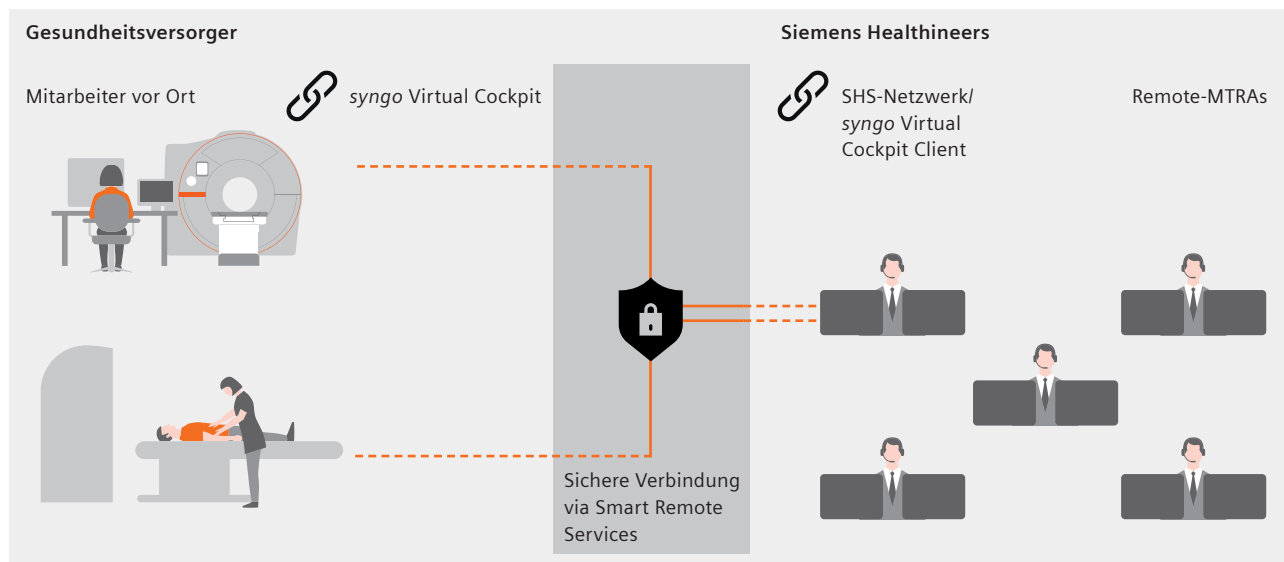 Gesundheitsversorger
Siemens Healthineers
Mitarbeiter vor Ort
syngo Virtual Cockpit
SHS-Netzwerk/
syngo Virtual
Cockpit Client
Remote-MTRAs
Sichere Verbindung
via Smart Remote
Services